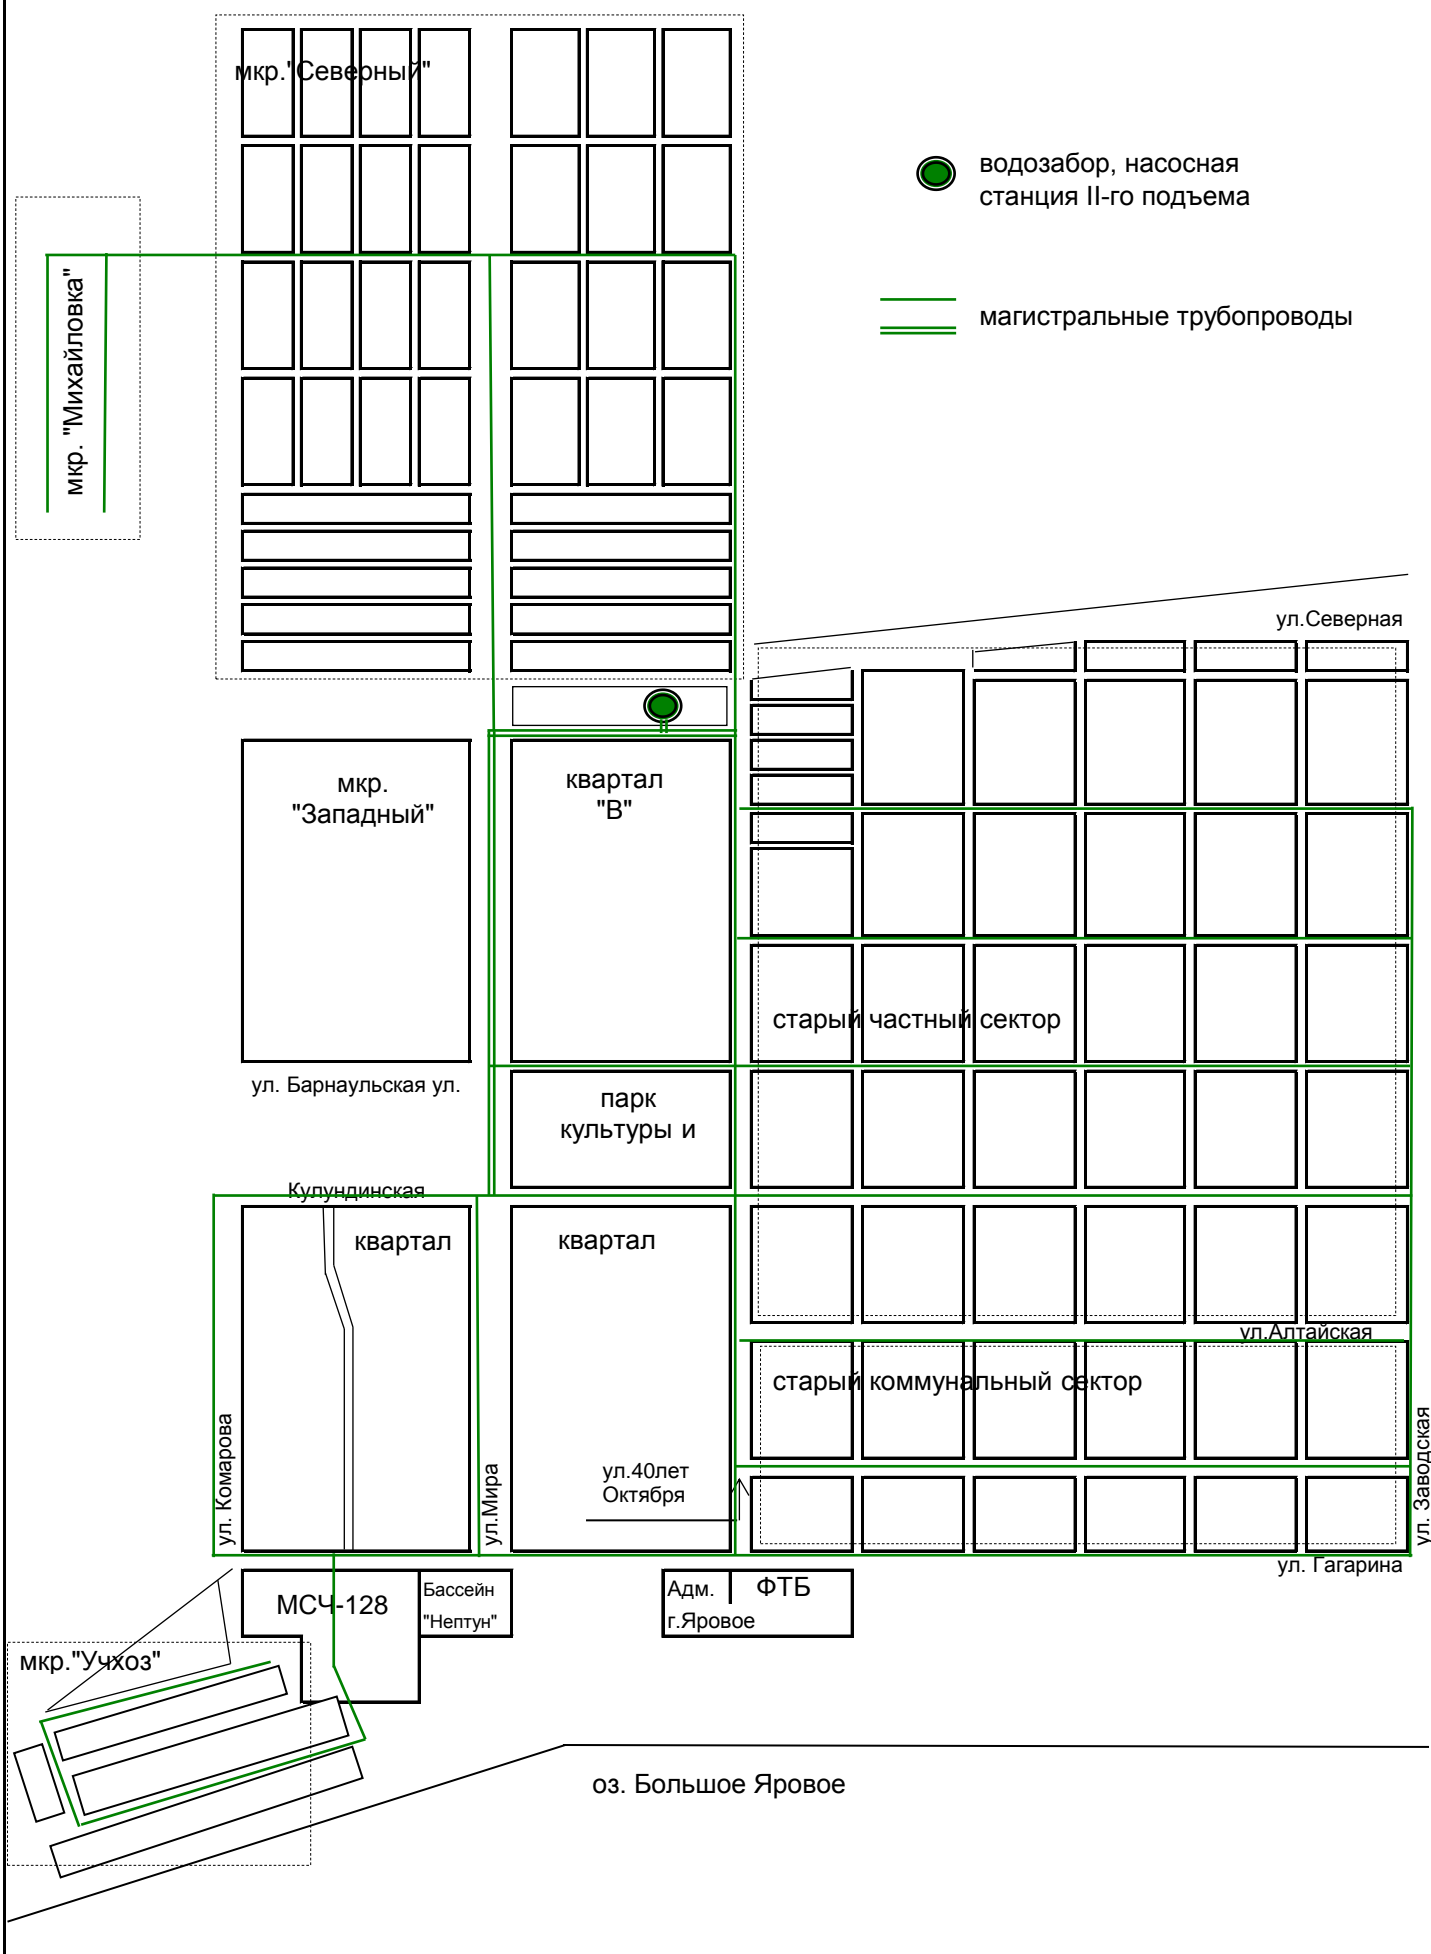 мкр."Северный"
водозабор, насосная
станция II-го подъема
мкр. "Михайловка"
магистральные трубопроводы
ул.Северная
мкр.
"Западный"
квартал
"В"
старый частный сектор
ул. Барнаульская ул.
парк
культуры и
Кулундинская
квартал
квартал
ул.Алтайская
старый коммунальный сектор
ул. Комарова
ул.Мира
ул.40лет
Октября
ул. Заводская
ул. Гагарина
МСЧ-128
Бассейн
"Нептун"
Адм.
ФТБ
г.Яровое
мкр."Учхоз"
оз. Большое Яровое